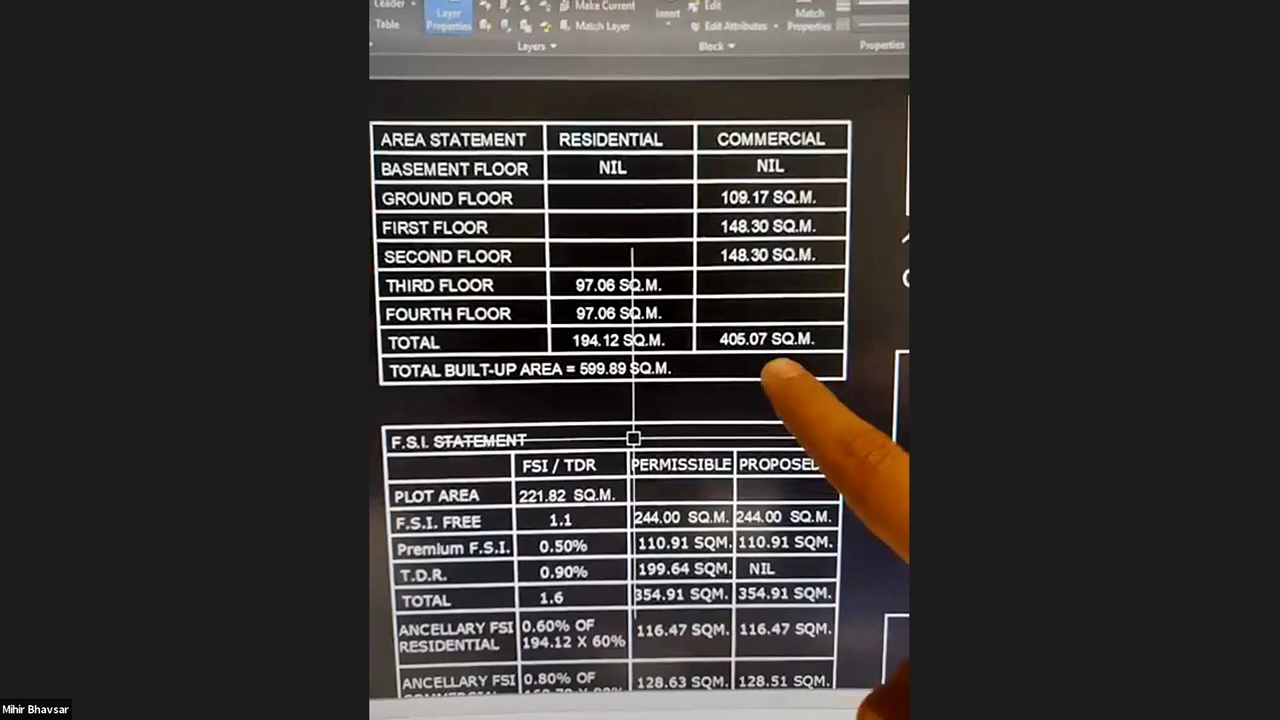 Leader
Table
Layer
Properties
Make Current
Match Layer
Layers
Insert
Edit
Edit Attributes
Block
Match
Properties
Properties
AREA STATEMENT RESIDENTIAL COMMERCIAL
BASEMENT FLOOR NIL NIL
GROUND FLOOR 109.17 SQ.M.
FIRST FLOOR 148.30 SQ.M.
SECOND FLOOR 148.30 SQ.M.
THIRD FLOOR 97.06 SQ.M.
FOURTH FLOOR 97.06 SQ.M.
TOTAL 194.12 SQ.M. 405.07 SQ.M.
TOTAL BUILT-UP AREA = 599.89 SQ.M.
F.S.I. STATEMENT
FSI / TDR PERMISSIBLE PROPOSED
PLOT AREA 221.82 SQ.M.
F.S.I. FREE 1.1 244.00 SQ.M. 244.00 SQ.M.
Premium F.S.I. 0.50% 110.91 SQM. 110.91 SQM.
T.D.R. 0.90% 199.64 SQM. NIL
TOTAL 1.6 354.91 SQM. 354.91 SQM.
ANCELLARY FSI 0.60% OF 116.47 SQM. 116.47 SQM.
RESIDENTIAL 194.12 X 60%
ANCELLARY FSI 0.80% OF 128.63 SQM. 128.51 SQM.
Mihir Bhavsar